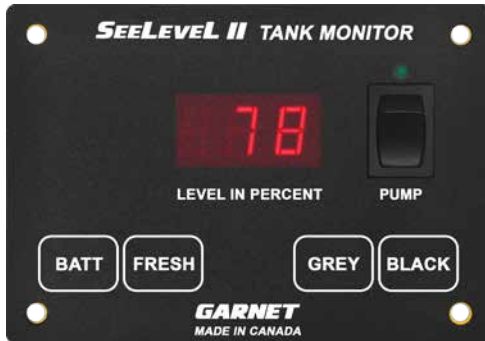 SEELEVEL II TANK MONITOR
78
LEVEL IN PERCENT PUMP
BATT FRESH GREY BLACK
GARNET
MADE IN CANADA